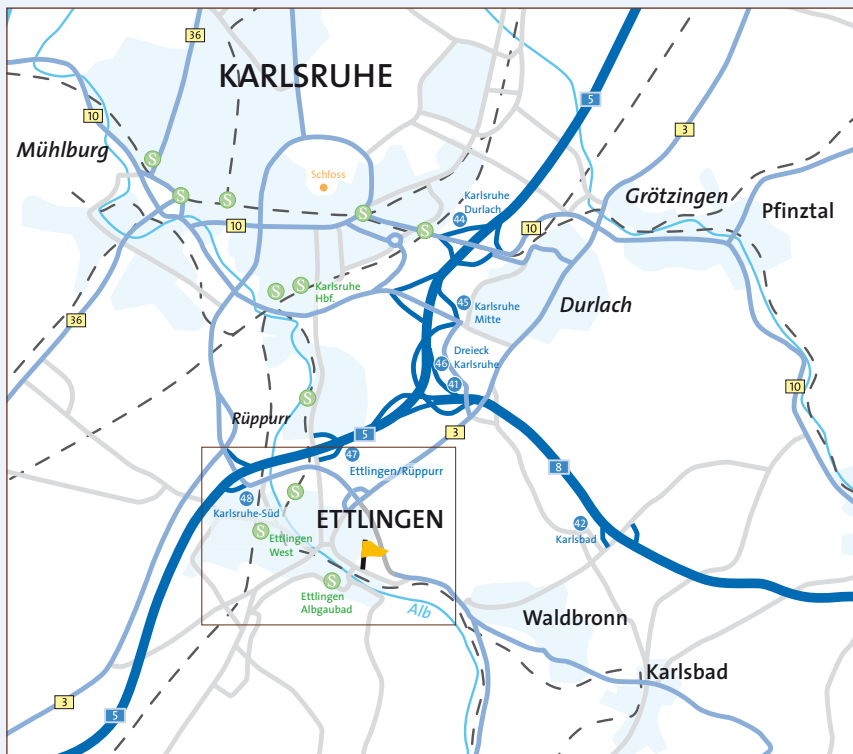 36
KARLSRUHE
5
10
3
Mühlburg
S
Schloss
Karlsruhe
Durlach
Grötzingen
S
S
Pfinztal
S
44
10
10
S
Karlsruhe
Hbf.
S
S
45
Karlsruhe
Mitte
Durlach
36
Dreieck
Karlsruhe
46
41
10
S
Rüppurr
5
3
47
Ettlingen/Rüppurr
8
S
48
Karlsruhe-Süd
ETTLINGEN
42
Karlsbad
S
Ettlingen
West
S
Ettlingen
Albgaubad
Alb
Waldbronn
Karlsbad
3
5